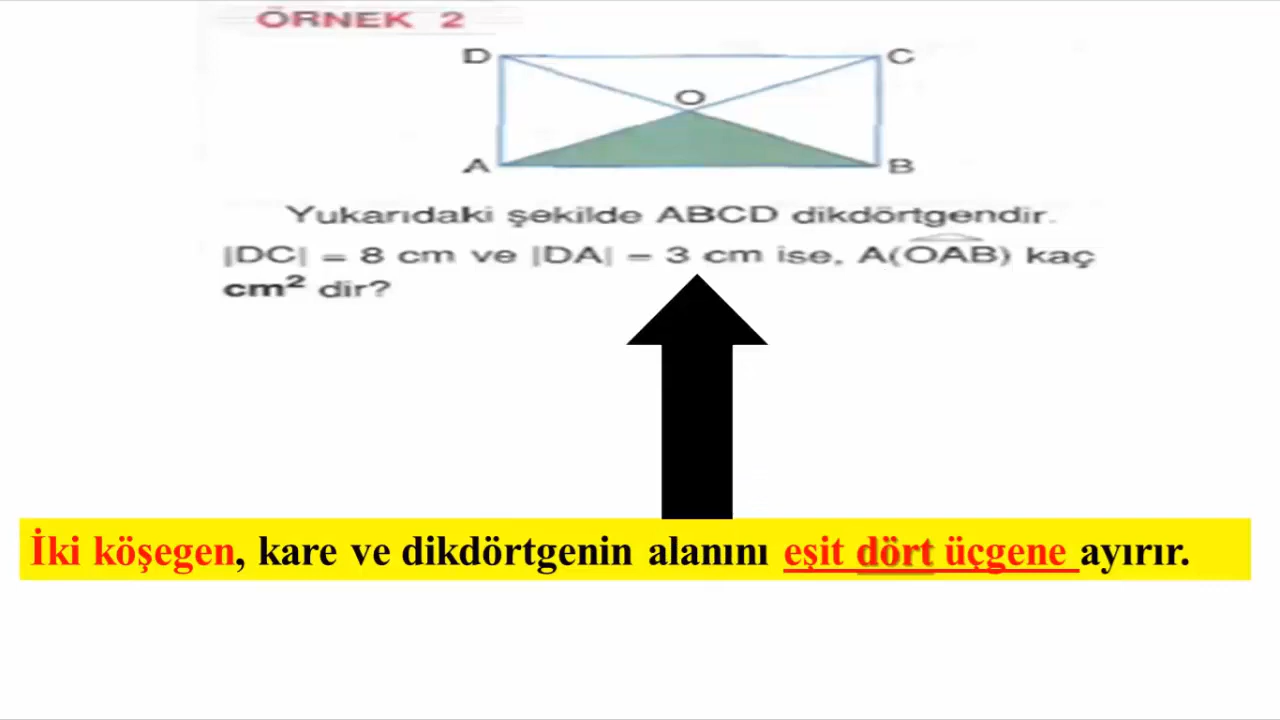 ÖRNEK 2
D C
O
A B
Yukarıdaki şekilde ABCD dikdörtgendir.
|DC| = 8 cm ve |DA| = 3 cm ise, A(OAB) kaç
cm² dir?
İki köşegen, kare ve dikdörtgenin alanını eşit dört üçgene ayırır.